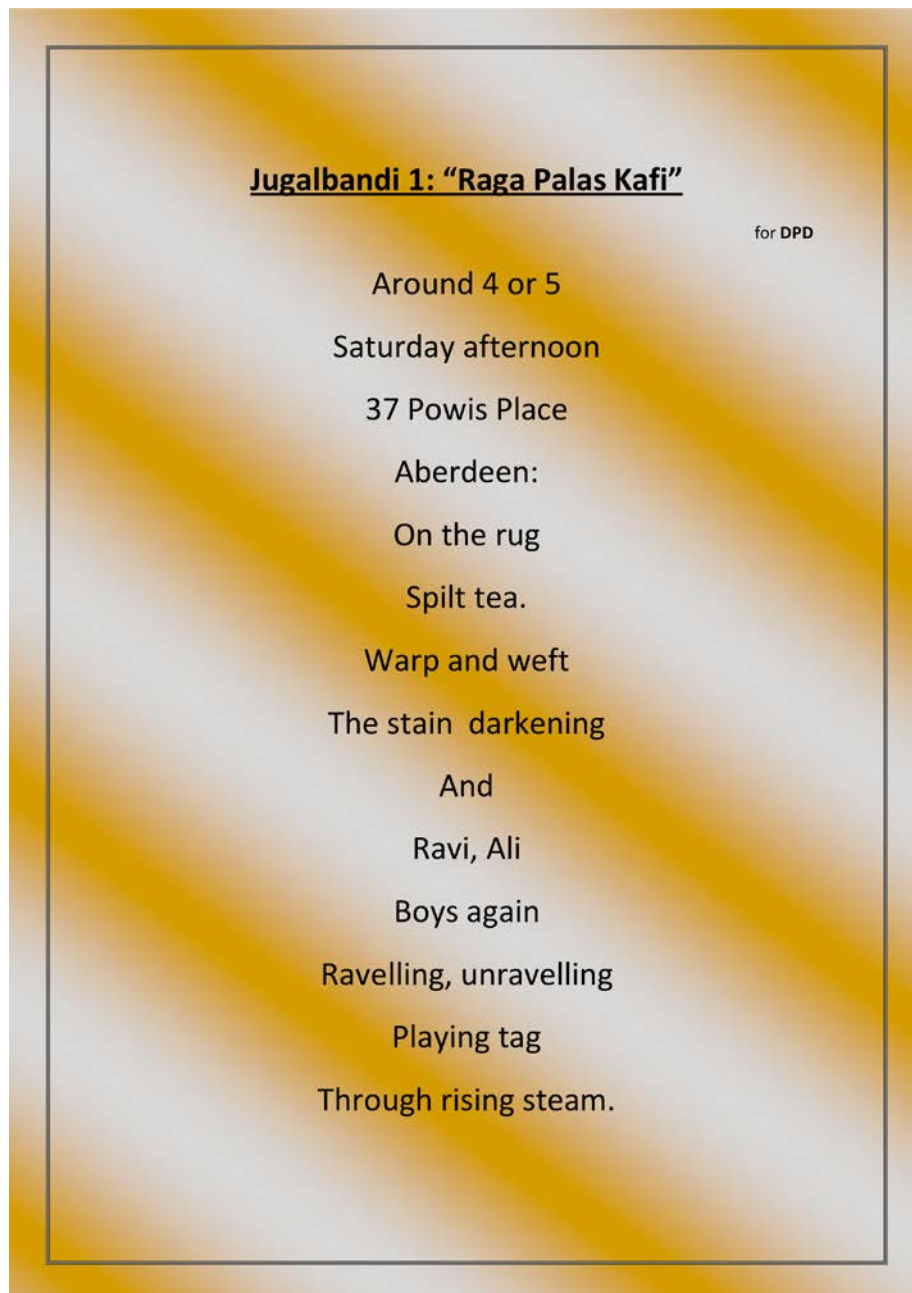 Jugalbandi 1: “Raga Palas Kafi”
for DPD
Around 4 or 5
Saturday afternoon
37 Powis Place
Aberdeen:
On the rug
Spilt tea.
Warp and weft
The stain  darkening
And
Ravi, Ali
Boys again
Ravelling, unravelling
Playing tag
Through rising steam.